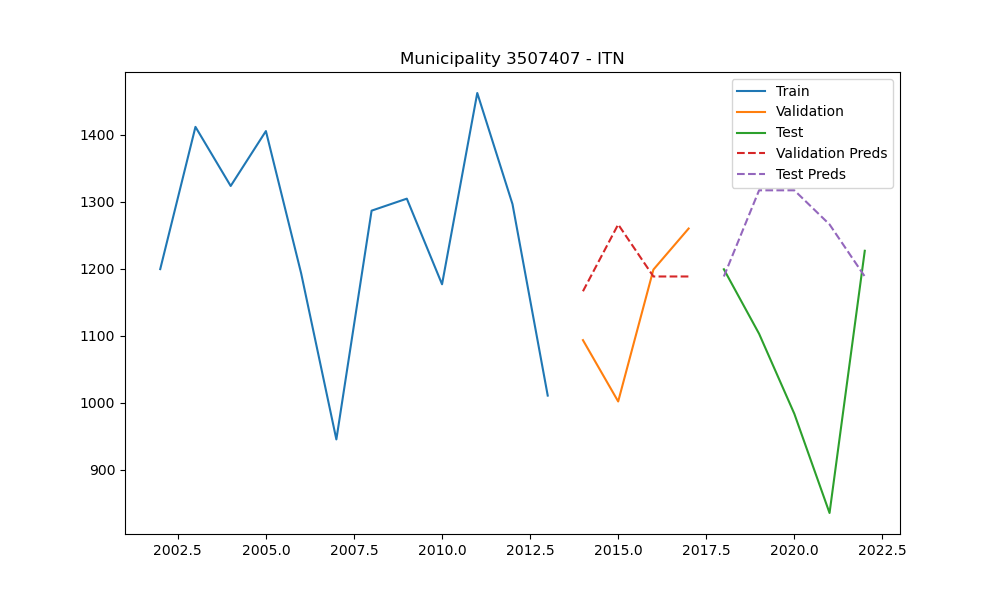 Municipality 3507407 - ITN
Train
Validation
Test
Validation Preds
Test Preds
1400
1300
1200
1100
1000
900
2002.5 2005.0 2007.5 2010.0 2012.5 2015.0 2017.5 2020.0 2022.5